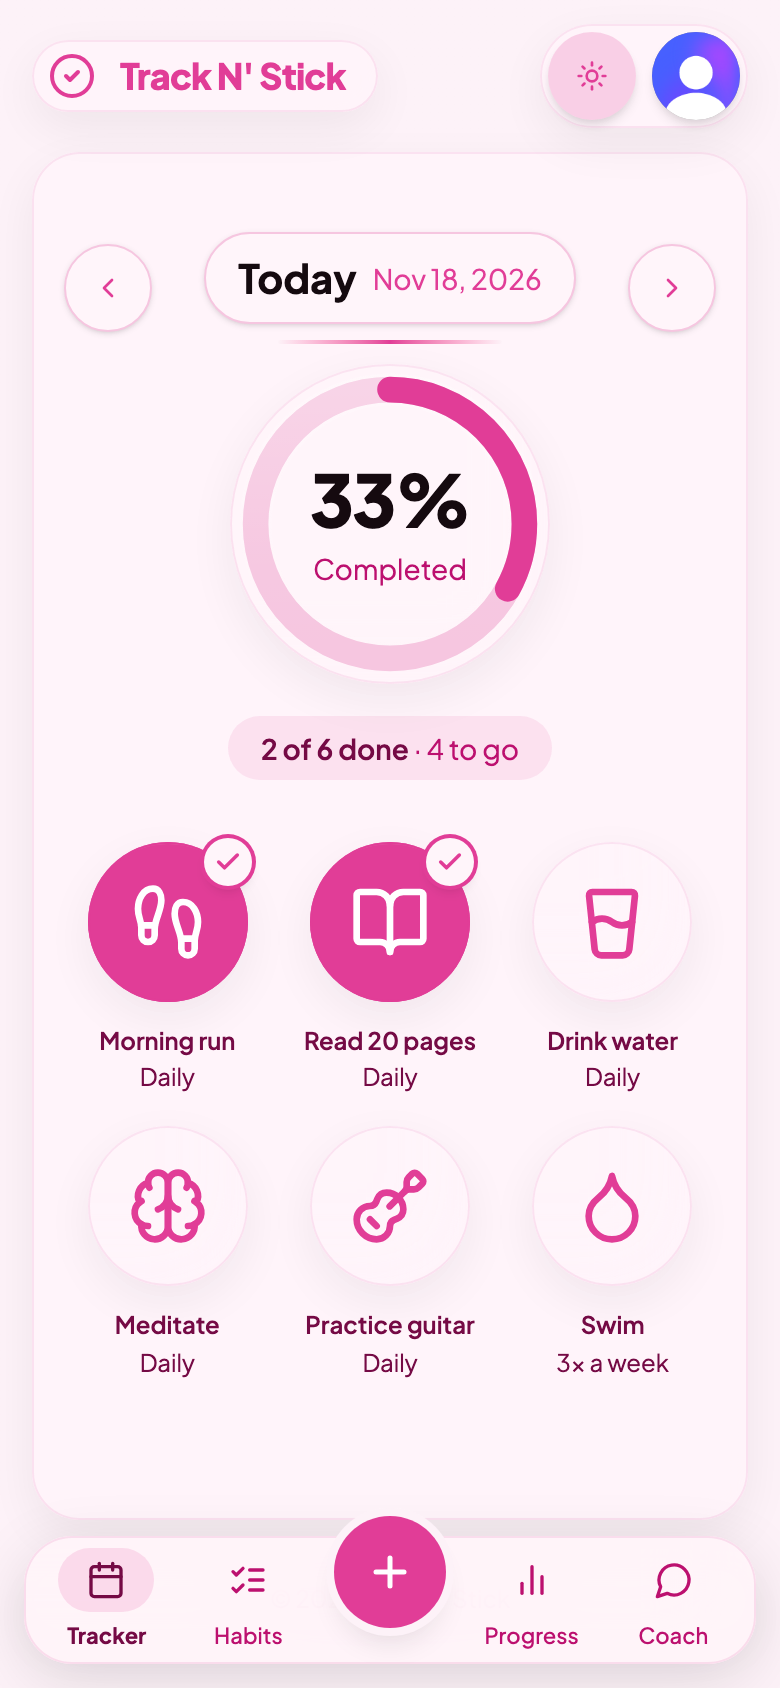 Track N' Stick
Today Nov 18, 2026
33%
Completed
2 of 6 done · 4 to go
Morning run
Daily
Read 20 pages
Daily
Drink water
Daily
Meditate
Daily
Practice guitar
Daily
Swim
3× a week
Tracker
Habits
Progress
Coach